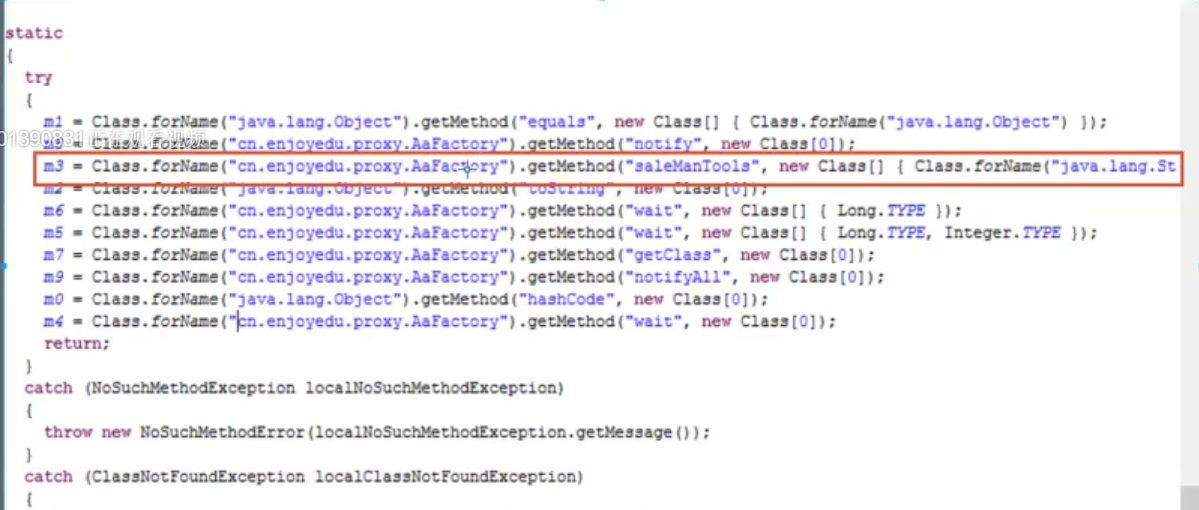 static
{
try
{
m1 = Class.forName("java.lang.Object").getMethod("equals", new Class[] { Class.forName("java.lang.Object") });
01390831 正在观看视频
= Class.forName("cn.enjoyedu.proxy.AaFactory").getMethod("notify", new Class[0]);
m3 = Class.forName("cn.enjoyedu.proxy.AaFactory").getMethod("saleManTools", new Class[] { Class.forName("java.lang.St
m2 = Class.forName("java.lang.Object").getMethod("toString", new Class[0]);
m6 = Class.forName("cn.enjoyedu.proxy.AaFactory").getMethod("wait", new Class[] { Long.TYPE });
m5 = Class.forName("cn.enjoyedu.proxy.AaFactory").getMethod("wait", new Class[] { Long.TYPE, Integer.TYPE });
m7 = Class.forName("cn.enjoyedu.proxy.AaFactory").getMethod("getClass", new Class[0]);
m9 = Class.forName("cn.enjoyedu.proxy.AaFactory").getMethod("notifyAll", new Class[0]);
m0 = Class.forName("java.lang.Object").getMethod("hashCode", new Class[0]);
m4 = Class.forName("cn.enjoyedu.proxy.AaFactory").getMethod("wait", new Class[0]);
return;
}
catch (NoSuchMethodException localNoSuchMethodException)
{
throw new NoSuchMethodError(localNoSuchMethodException.getMessage());
}
catch (ClassNotFoundException localClassNotFoundException)
{